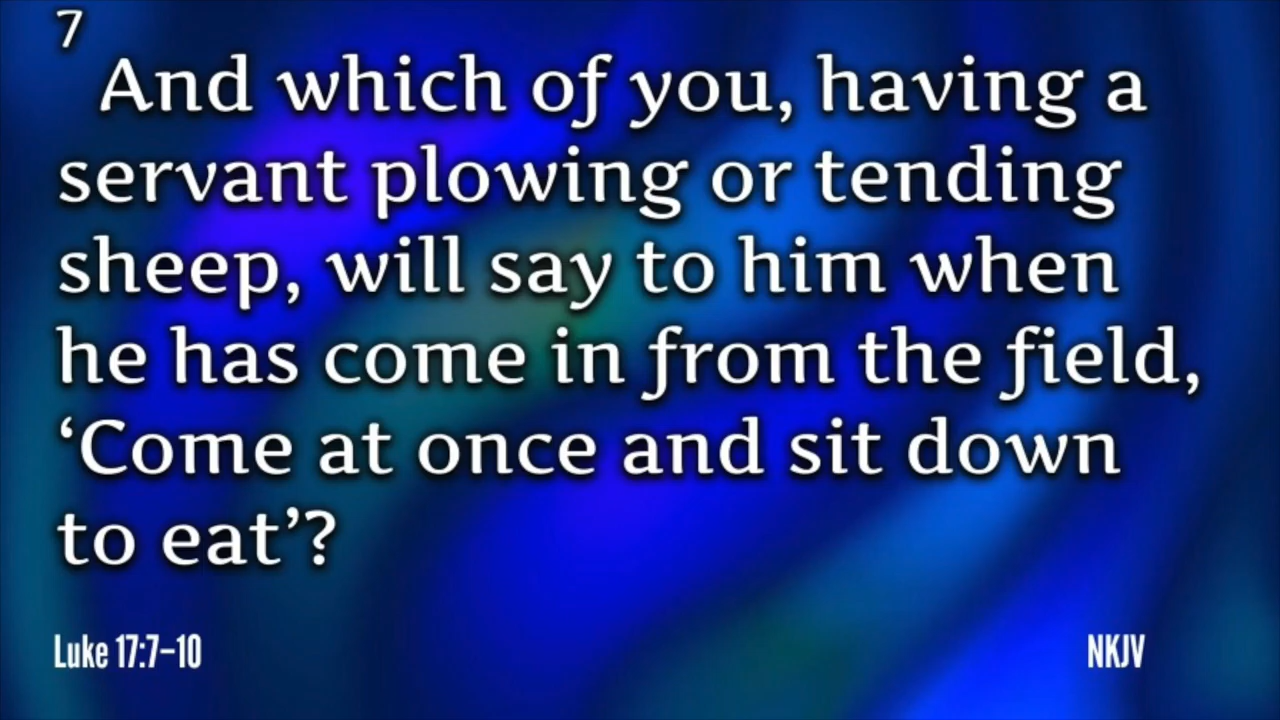 7
And which of you, having a
servant plowing or tending
sheep, will say to him when
he has come in from the field,
‘Come at once and sit down
to eat’?
Luke 17:7–10 NKJV